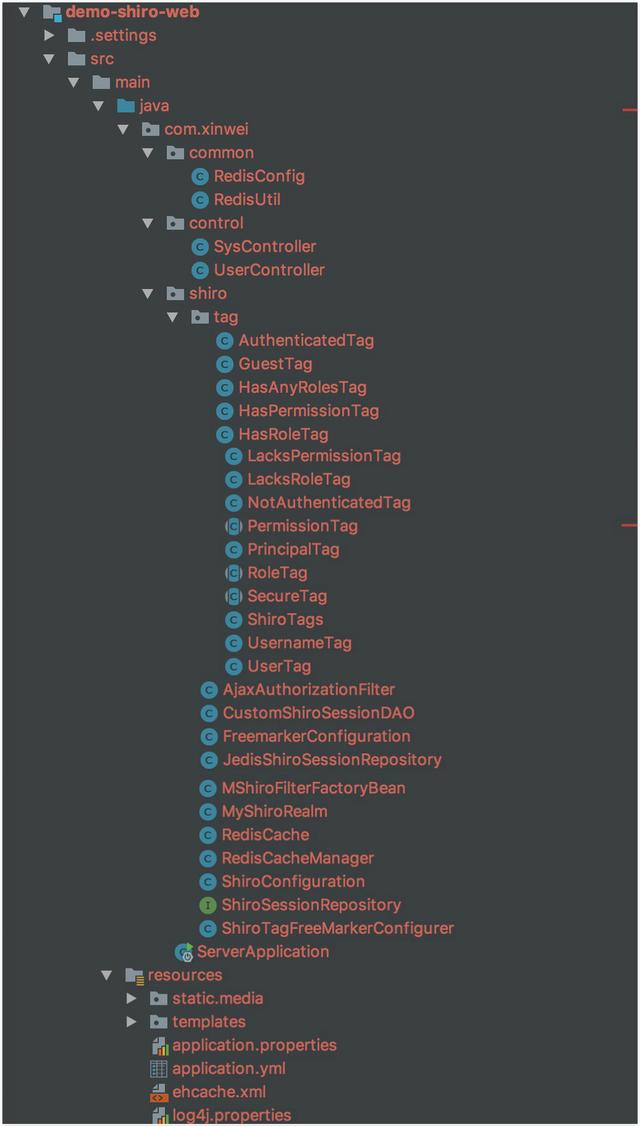 demo-shiro-web
.settings
src
main
java
com.xinwei
common
RedisConfig
RedisUtil
control
SysController
UserController
shiro
tag
AuthenticatedTag
GuestTag
HasAnyRolesTag
HasPermissionTag
HasRoleTag
LacksPermissionTag
LacksRoleTag
NotAuthenticatedTag
PermissionTag
PrincipalTag
RoleTag
SecureTag
ShiroTags
UsernameTag
UserTag
AjaxAuthorizationFilter
CustomShiroSessionDAO
FreemarkerConfiguration
JedisShiroSessionRepository
MShiroFilterFactoryBean
MyShiroRealm
RedisCache
RedisCacheManager
ShiroConfiguration
ShiroSessionRepository
ShiroTagFreeMarkerConfigurer
ServerApplication
resources
static.media
templates
application.properties
application.yml
ehcache.xml
log4j.properties